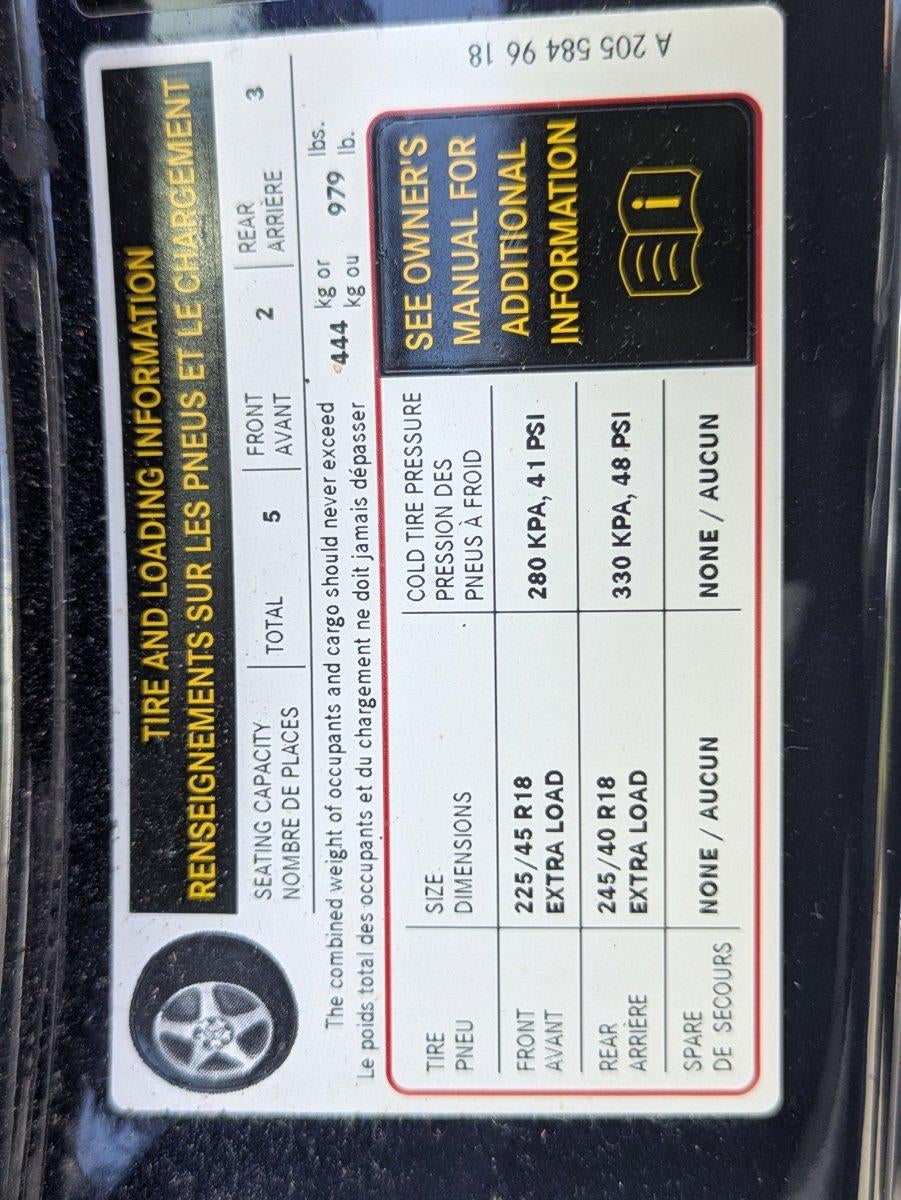 TIRE AND LOADING INFORMATION
RENSEIGNEMENTS SUR LES PNEUS ET LE CHARGEMENT
SEATING CAPACITY TOTAL 5 FRONT 2 REAR 3
NOMBRE DE PLACES AVANT ARRIÈRE
The combined weight of occupants and cargo should never exceed 444 kg or 979 lbs.
Le poids total des occupants et du chargement ne doit jamais dépasser kg ou lb.
TIRE SIZE COLD TIRE PRESSURE
PNEU DIMENSIONS PRESSION DES
PNEUS À FROID
FRONT 225/45 R18 280 KPA, 41 PSI
AVANT EXTRA LOAD
REAR 245/40 R18 330 KPA, 48 PSI
ARRIÈRE EXTRA LOAD
SPARE NONE / AUCUN NONE / AUCUN
DE SECOURS
SEE OWNER'S
MANUAL FOR
ADDITIONAL
INFORMATION
i
A 205 584 96 18